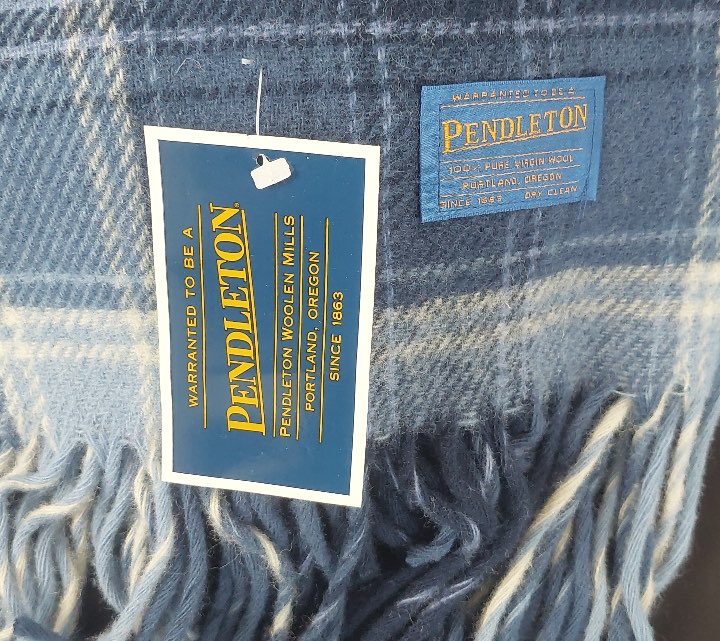 WARRANTED TO BE A
PENDLETON
PENDLETON WOOLEN MILLS
PORTLAND, OREGON
SINCE 1863
WARRANTED TO BE A
PENDLETON
100% PURE VIRGIN WOOL
PORTLAND, OREGON
SINCE 1863 DRY CLEAN